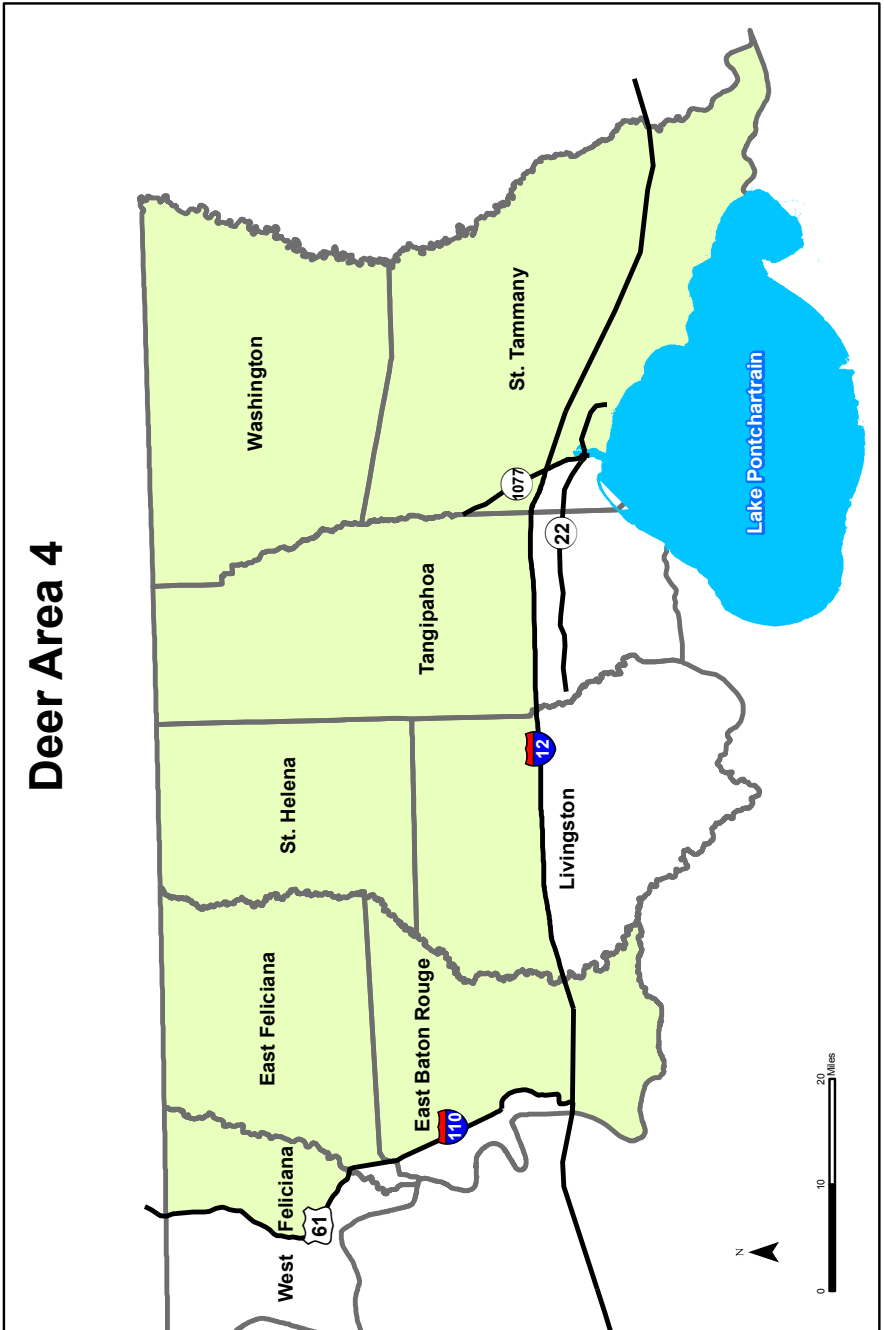 Deer Area 4
Washington
St. Tammany
Tangipahoa
St. Helena
East Feliciana
East Baton Rouge
West Feliciana
Livingston
Lake Pontchartrain
1077
22
12
110
61
N
0 10 20
Miles